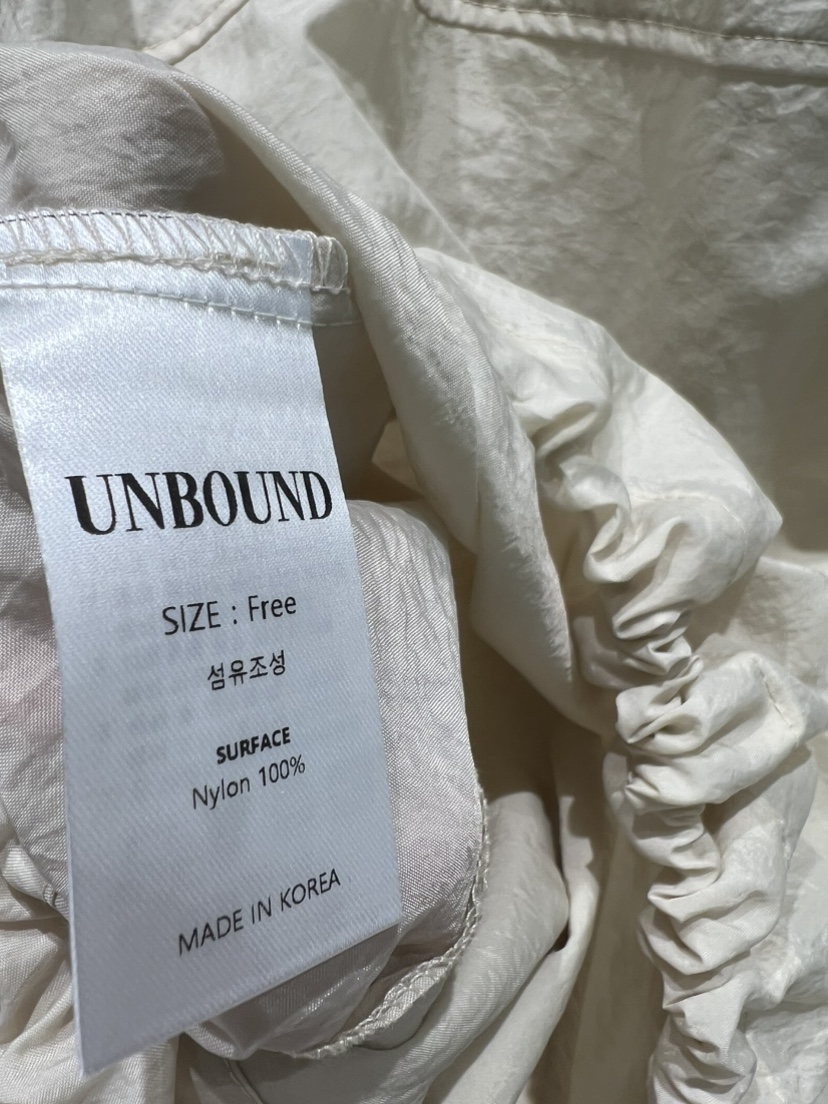 UNBOUND
SIZE : Free
섬유조성
SURFACE
Nylon 100%
MADE IN KOREA